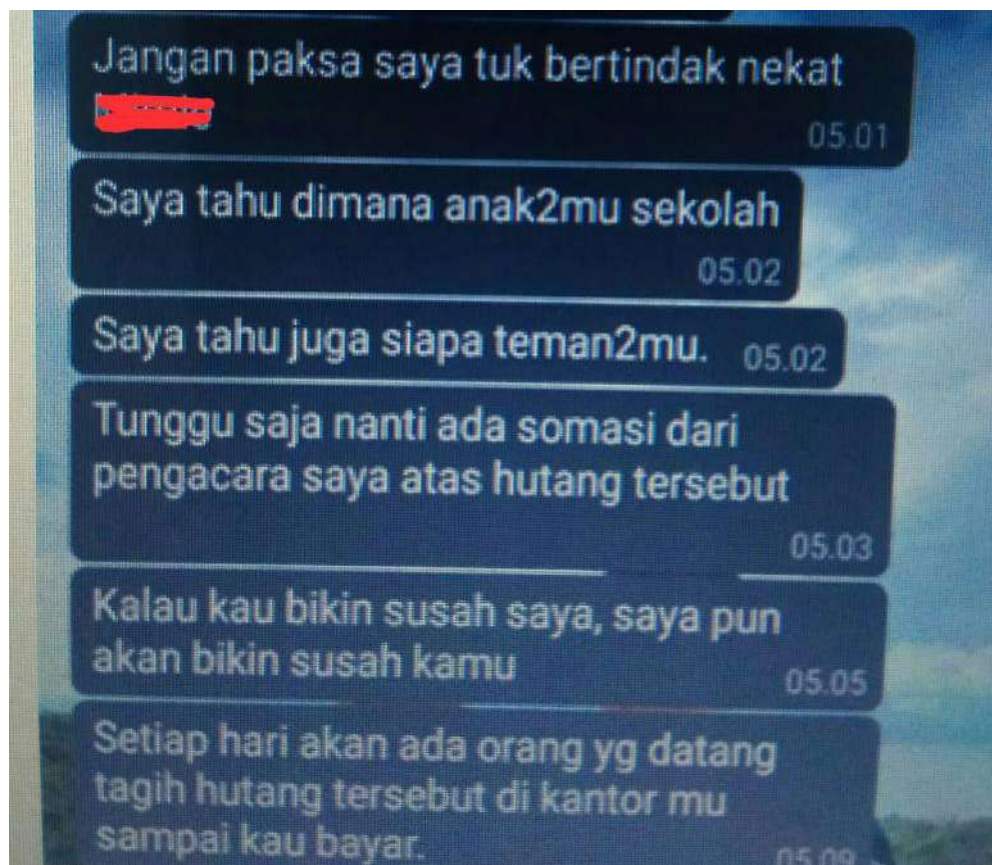 Jangan paksa saya tuk bertindak nekat
05.01
Saya tahu dimana anak2mu sekolah
05.02
Saya tahu juga siapa teman2mu. 05.02
Tunggu saja nanti ada somasi dari
pengacara saya atas hutang tersebut
05.03
Kalau kau bikin susah saya, saya pun
akan bikin susah kamu 05.05
Setiap hari akan ada orang yg datang
tagih hutang tersebut di kantor mu
sampai kau bayar.